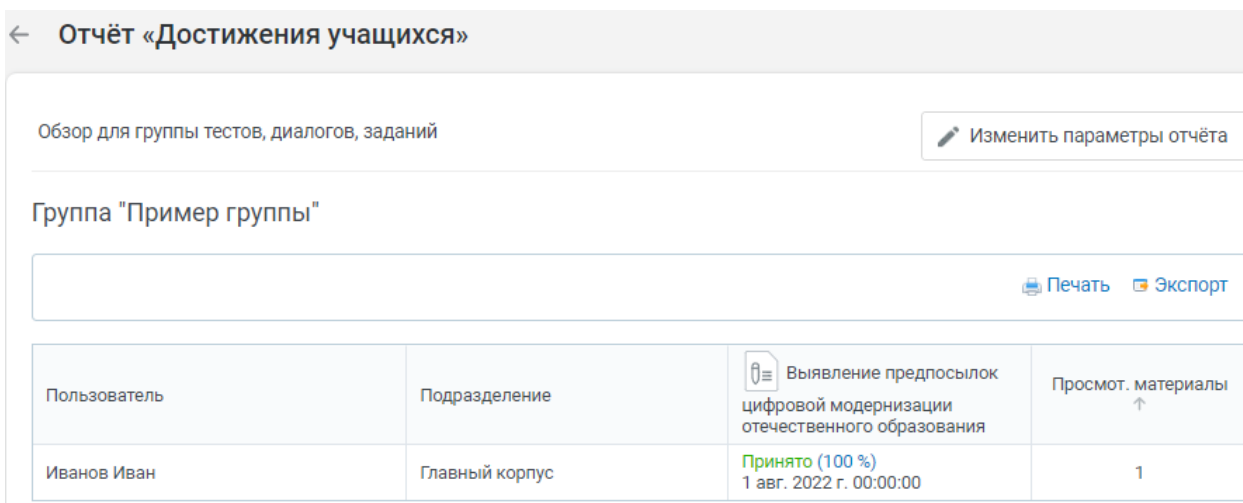 Отчёт «Достижения учащихся»
Обзор для группы тестов, диалогов, заданий
Изменить параметры отчёта
Группа "Пример группы"
Печать Экспорт
Пользователь
Подразделение
Выявление предпосылок
цифровой модернизации
отечественного образования
Просмот. материалы
Иванов Иван
Главный корпус
Принято (100 %)
1 авг. 2022 г. 00:00:00
1